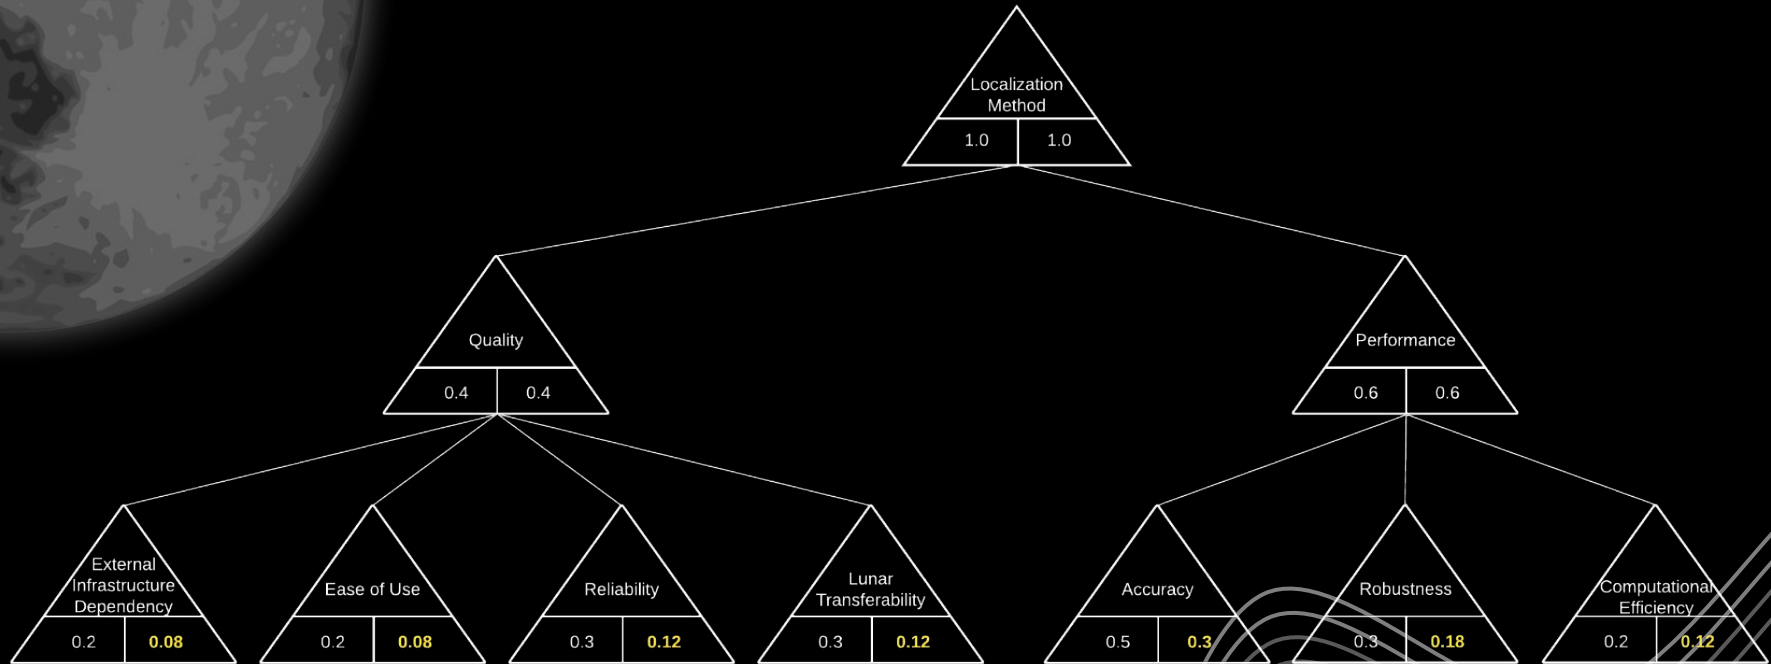 Localization
Method
1.0 1.0
Quality
0.4 0.4
Performance
0.6 0.6
External
Infrastructure
Dependency
0.2 0.08
Ease of Use
0.2 0.08
Reliability
0.3 0.12
Lunar
Transferability
0.3 0.12
Accuracy
0.5 0.3
Robustness
0.3 0.18
Computational
Efficiency
0.2 0.12